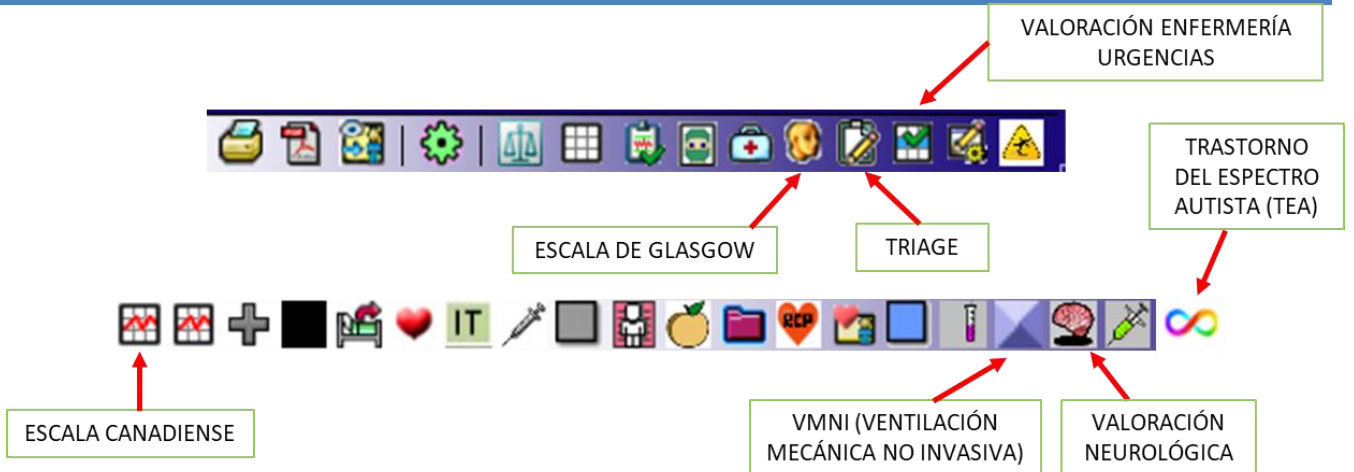 VALORACIÓN ENFERMERÍA
URGENCIAS
TRASTORNO
DEL ESPECTRO
AUTISTA (TEA)
ESCALA DE GLASGOW
TRIAGE
IT
RCP
ESCALA CANADIENSE
VMNI (VENTILACIÓN
MECÁNICA NO INVASIVA)
VALORACIÓN
NEUROLÓGICA